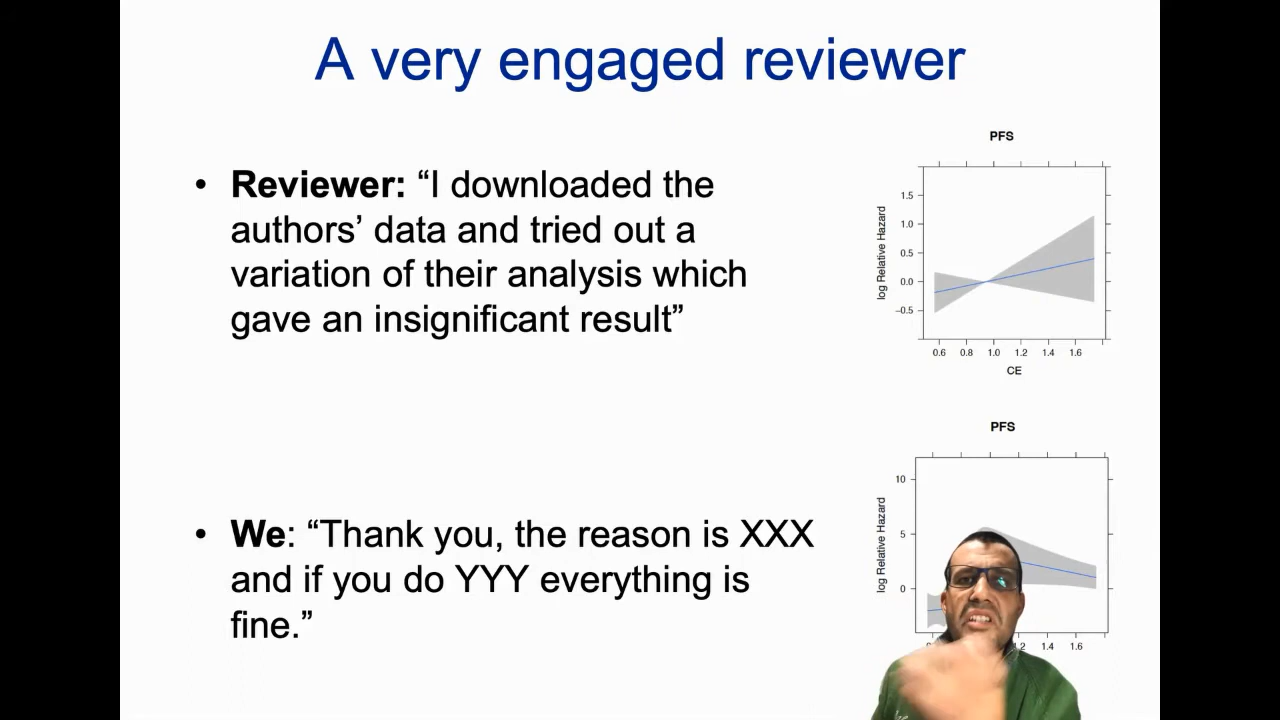 A very engaged reviewer
• Reviewer: “I downloaded the
authors’ data and tried out a
variation of their analysis which
gave an insignificant result”
PFS
log Relative Hazard
1.5
1.0
0.5
0.0
−0.5
0.6 0.8 1.0 1.2 1.4 1.6
CE
• We: “Thank you, the reason is XXX
and if you do YYY everything is
fine.”
PFS
log Relative Hazard
10
5
0
1.4 1.6